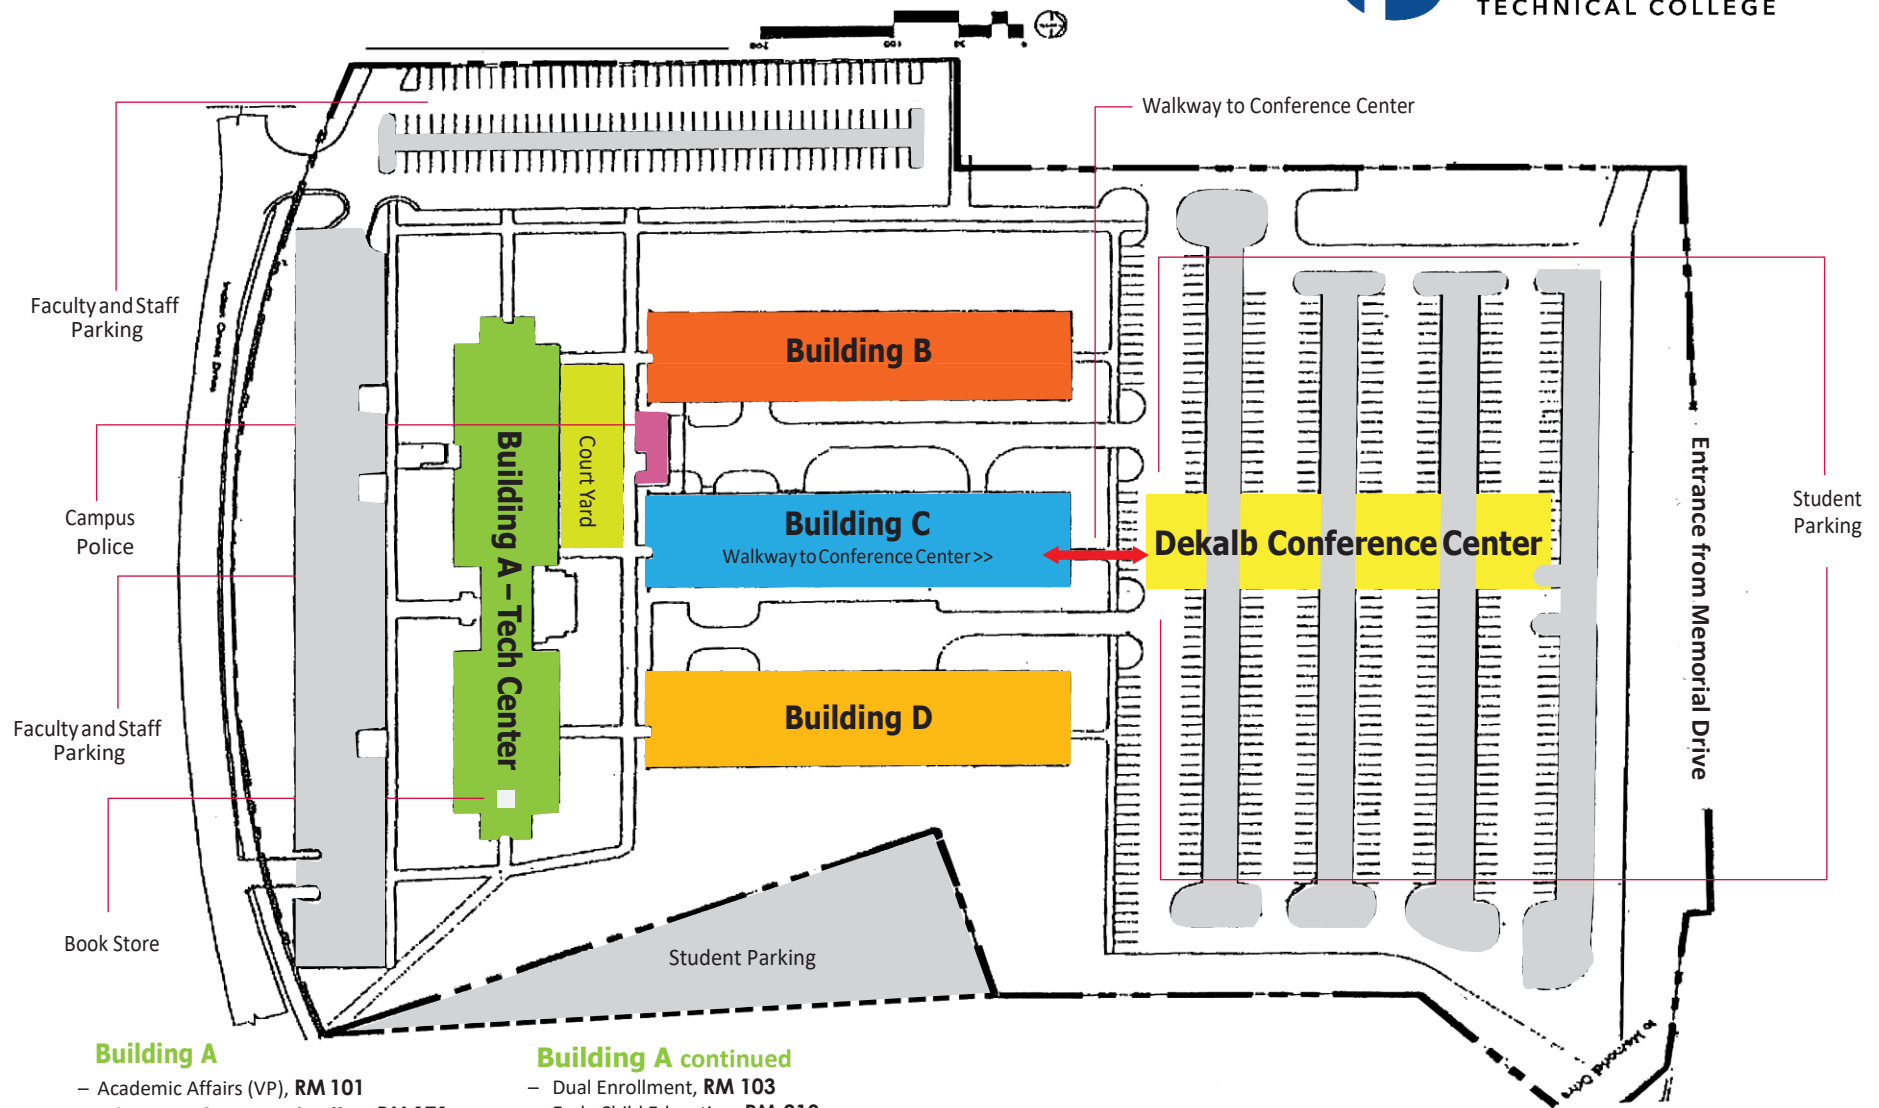 TECHNICAL COLLEGE
Walkway to Conference Center
Faculty and Staff
Parking
Building B
Court Yard
Building A – Tech Center
Campus
Police
Building C
Walkway to Conference Center >>
Dekalb Conference Center
Entrance from Memorial Drive
Student
Parking
Faculty and Staff
Parking
Building D
Book Store
Student Parking
Building A
– Academic Affairs (VP), RM 101
Building A continued
– Dual Enrollment, RM 103